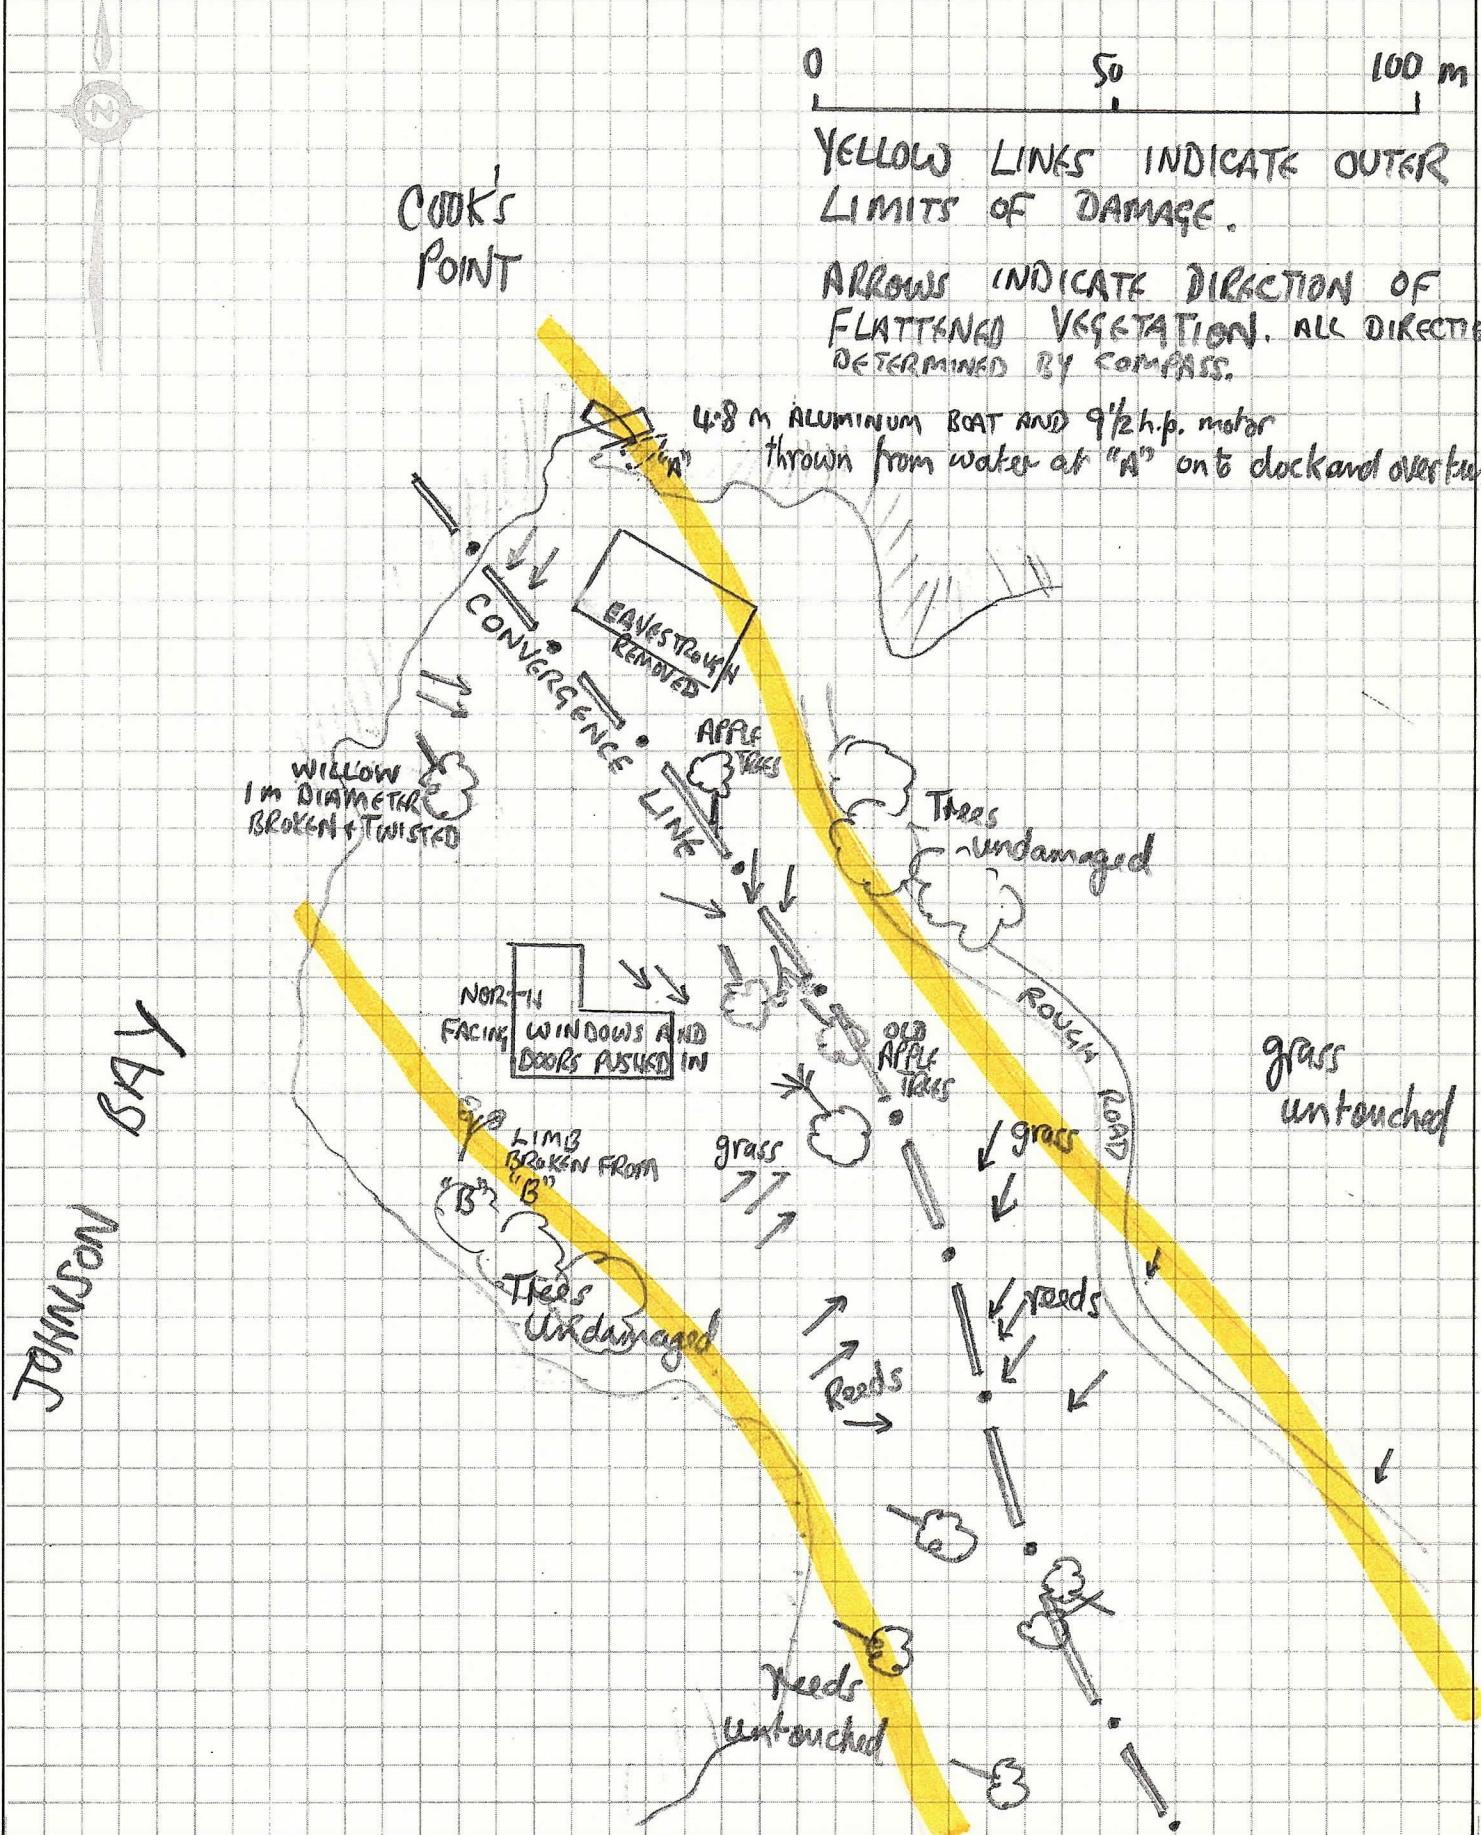 N
0 50 100 m
YELLOW LINES INDICATE OUTER
LIMITS OF DAMAGE.
COOK'S
POINT
ARROWS INDICATE DIRECTION OF
FLATTENED VEGETATION. ALL
DETERMINED BY COMPASS.
4.8 M ALUMINUM BOAT AND 9 1/2 h.p. motor
thrown from water at "A" onto dock and
"A"
EAVESTROUGH
REMOVED
CONVERGENCE
LINE
APPLE
TREES
WILLOW
1 m DIAMETER
BROKEN + TWISTED
Trees
undamaged
NORTH
FACING WINDOWS AND
DOORS PUSHED IN
OLD
APPLE
TREES
ROUGH ROAD
grass
untouched
JOHNSON BAY
LIMB
BROKEN FROM
"B"
"B"
grass
grass
Trees
undamaged
reeds
Reeds
reeds
untouched